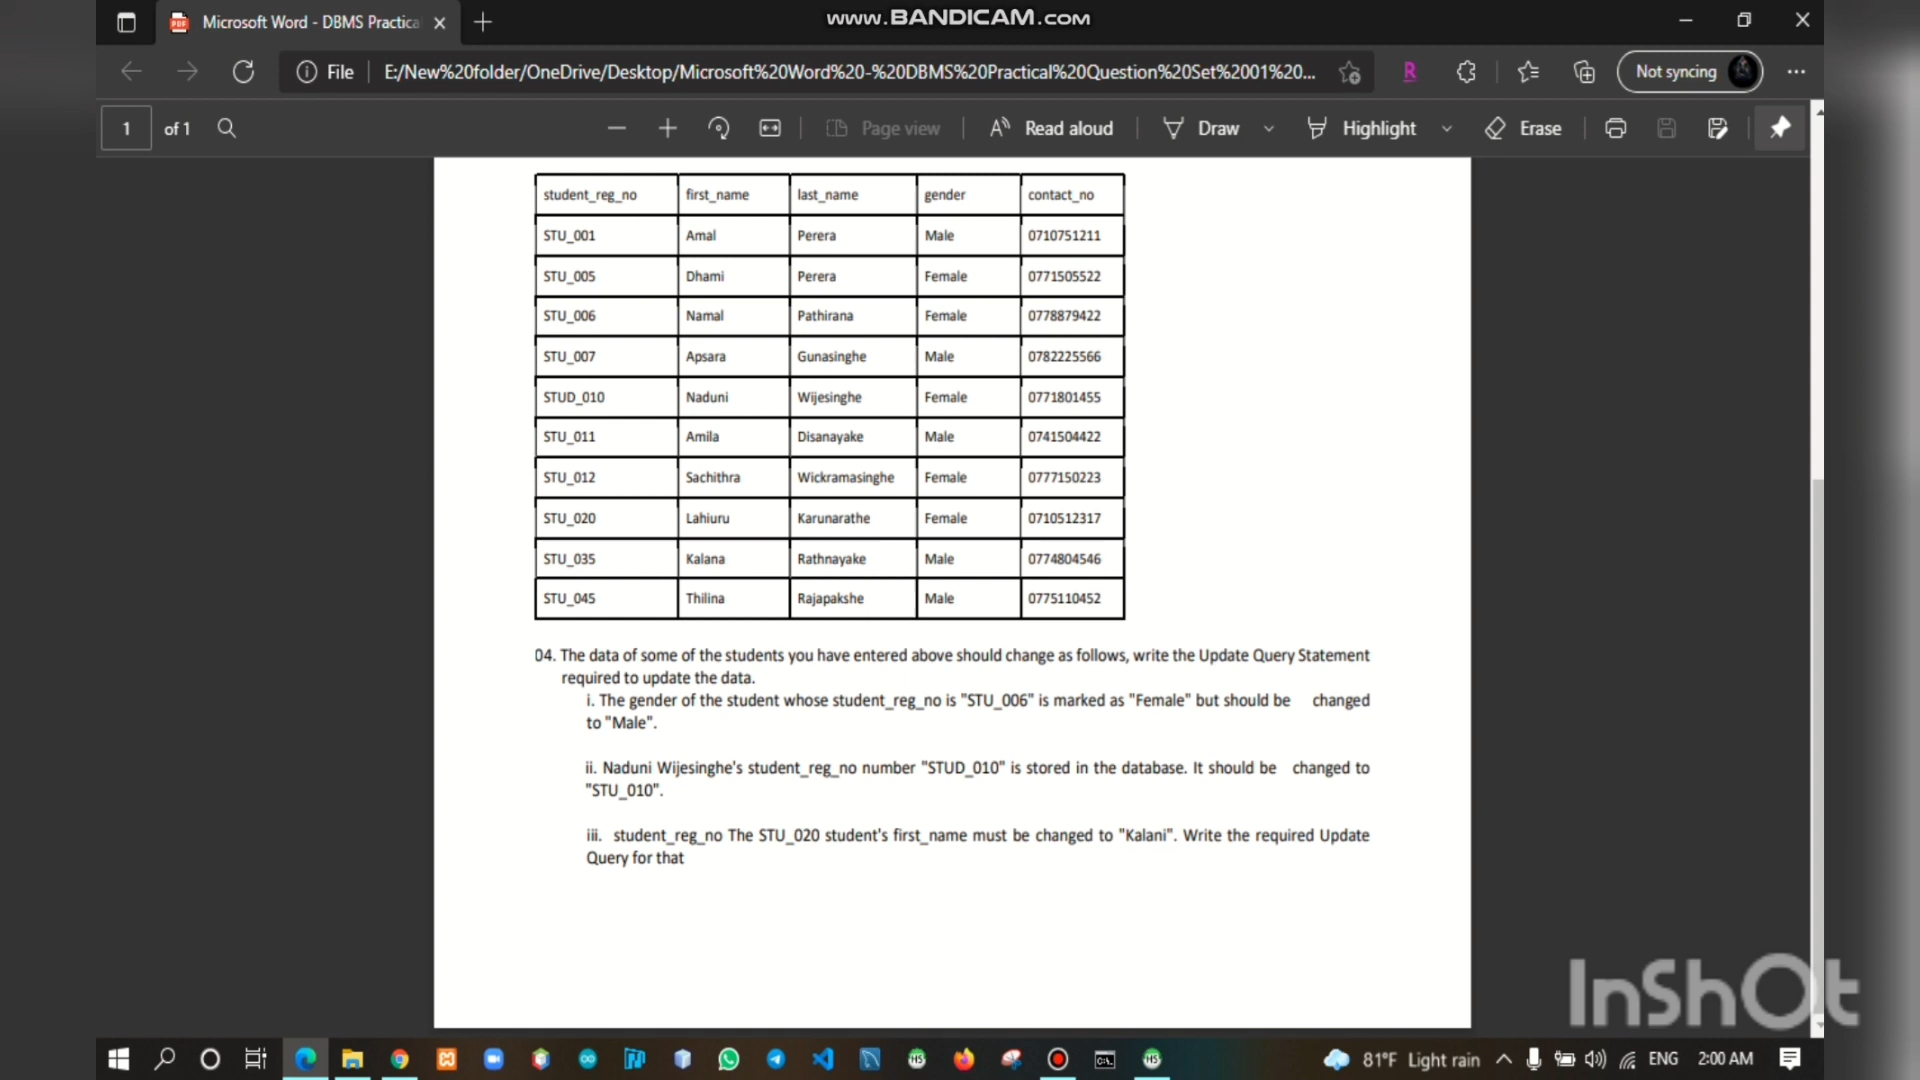 www.BANDICAM.com
Microsoft Word - DBMS Practica
File
E:/New%20folder/OneDrive/Desktop/Microsoft%20Word%20-%20DBMS%20Practical%20Question%20Set%2001%20...
Not syncing
1 of 1
Page view
Read aloud
Draw
Highlight
Erase
student_reg_no first_name last_name gender contact_no
STU_001 Amal Perera Male 0710751211
STU_005 Dhami Perera Female 0771505522
STU_006 Namal Pathirana Female 0778879422
STU_007 Apsara Gunasinghe Male 0782225566
STUD_010 Naduni Wijesinghe Female 0771801455
STU_011 Amila Disanayake Male 0741504422
STU_012 Sachithra Wickramasinghe Female 0777150223
STU_020 Lahiuru Karunarathe Female 0710512317
STU_035 Kalana Rathnayake Male 0774804546
STU_045 Thilina Rajapakshe Male 0775110452
04. The data of some of the students you have entered above should change as follows, write the Update Query Statement
required to update the data.
i. The gender of the student whose student_reg_no is "STU_006" is marked as "Female" but should be changed
to "Male".
ii. Naduni Wijesinghe's student_reg_no number "STUD_010" is stored in the database. It should be changed to
"STU_010".
iii. student_reg_no The STU_020 student's first_name must be changed to "Kalani". Write the required Update
Query for that
InShOt
81°F Light rain
ENG
2:00 AM